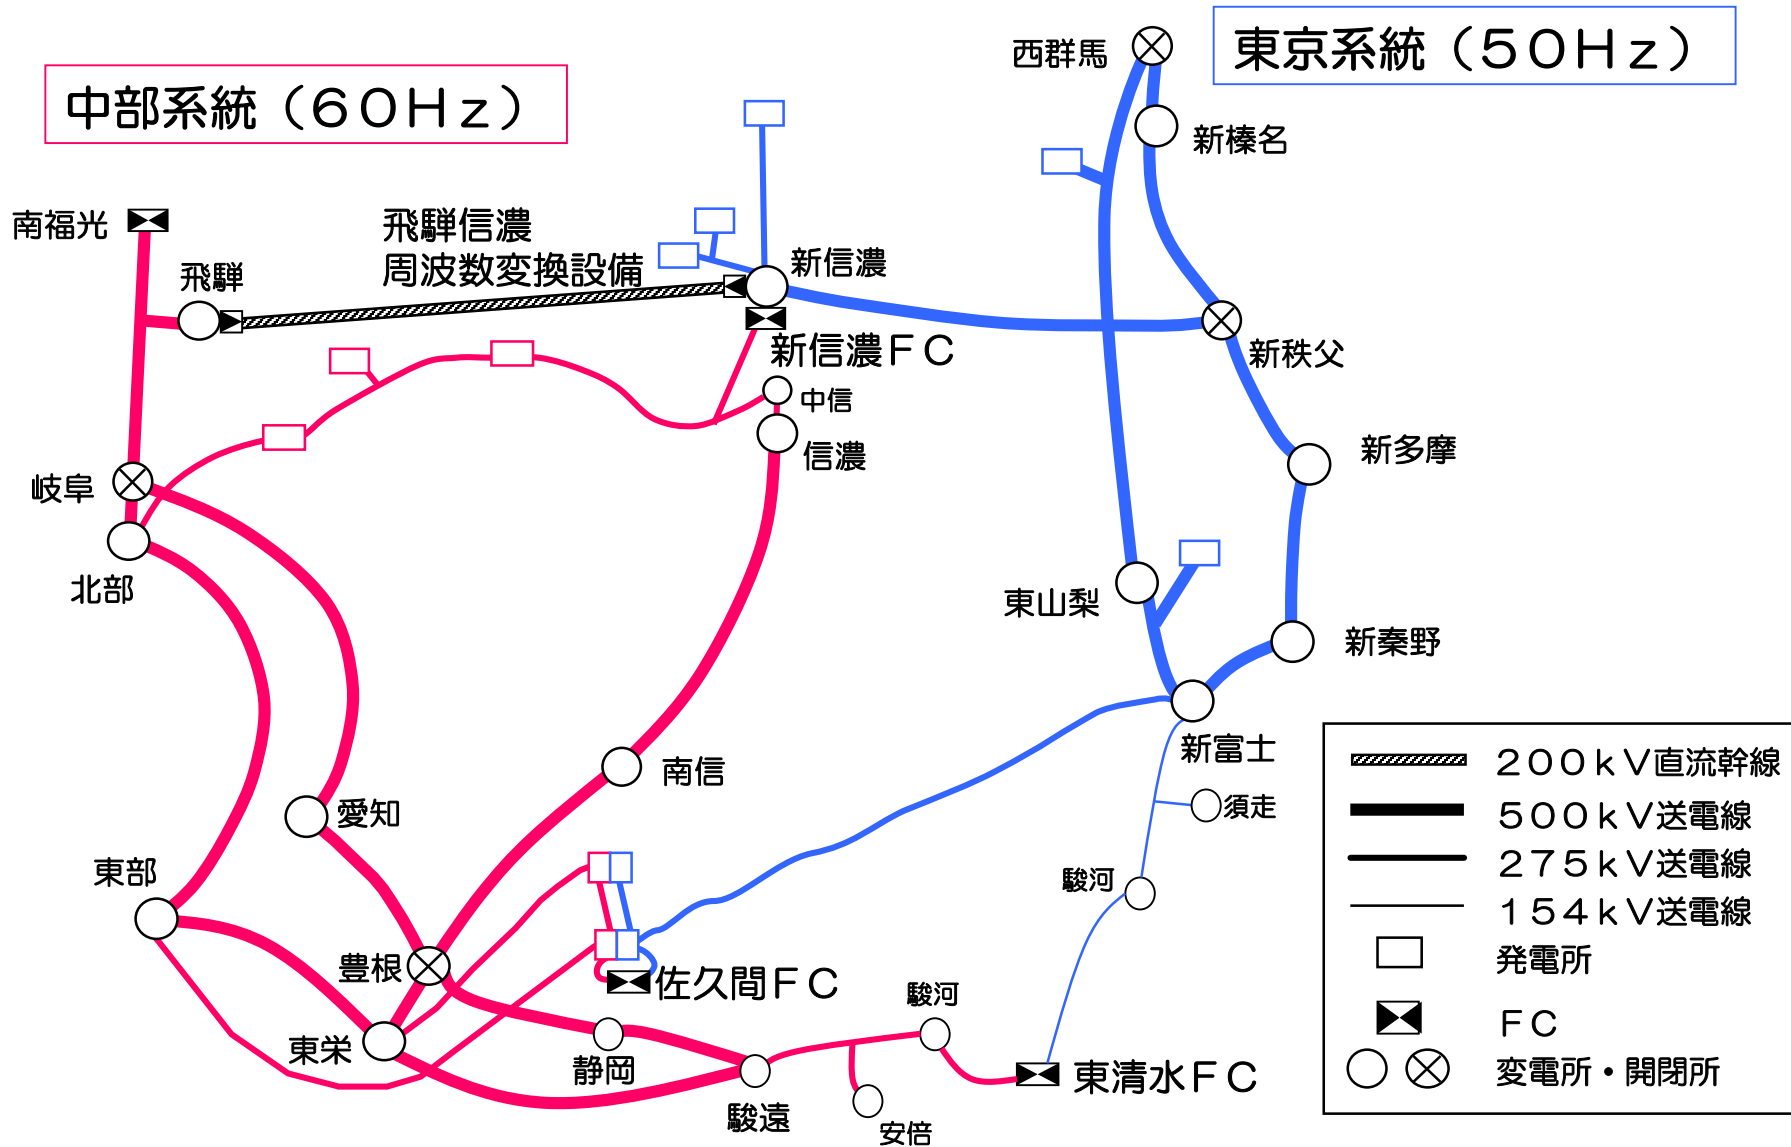 西群馬
東京系統（５０Ｈｚ）
中部系統（６０Ｈｚ）
新榛名
南福光
飛騨信濃
周波数変換設備
飛騨
新信濃
新信濃ＦＣ
新秩父
中信
信濃
新多摩
岐阜
北部
東山梨
新秦野
新富士
南信
須走
愛知
東部
駿河
豊根
佐久間ＦＣ
駿河
東栄
静岡
東清水ＦＣ
駿遠
安倍
２００ｋＶ直流幹線
５００ｋＶ送電線
２７５ｋＶ送電線
１５４ｋＶ送電線
発電所
ＦＣ
変電所・開閉所